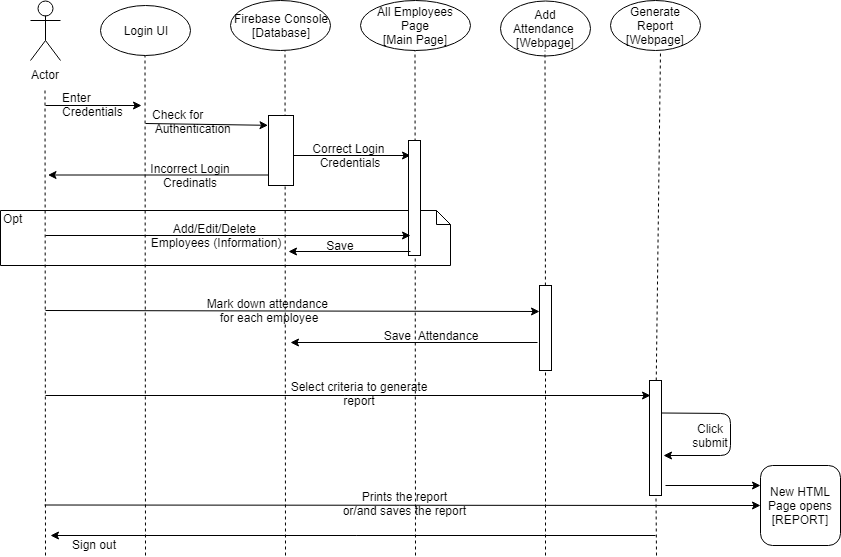 Actor
Login UI
Firebase Console
[Database]
All Employees
Page
[Main Page]
Add
Attendance
[Webpage]
Generate
Report
[Webpage]
Enter
Credentials
Check for
Authentication
Correct Login
Credentials
Incorrect Login
Credinatls
Opt
Add/Edit/Delete
Employees (Information)
Save
Mark down attendance
for each employee
Save Attendance
Select criteria to generate
report
Click
submit
New HTML
Page opens
[REPORT]
Prints the report
or/and saves the report
Sign out